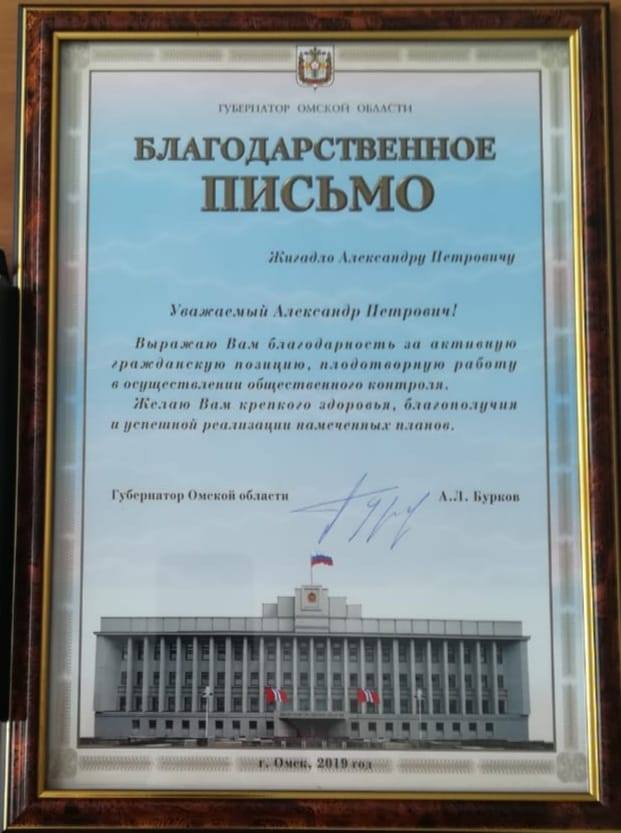 ГУБЕРНАТОР ОМСКОЙ ОБЛАСТИ
БЛАГОДАРСТВЕННОЕ
ПИСЬМО
Жигадло Александру Петровичу
Уважаемый Александр Петрович!
Выражаю Вам благодарность за активную
гражданскую позицию, плодотворную работу
в осуществлении общественного контроля.
Желаю Вам крепкого здоровья, благополучия
и успешной реализации намеченных планов.
Губернатор Омской области
А.Л. Бурков
г. Омск, 2019 год